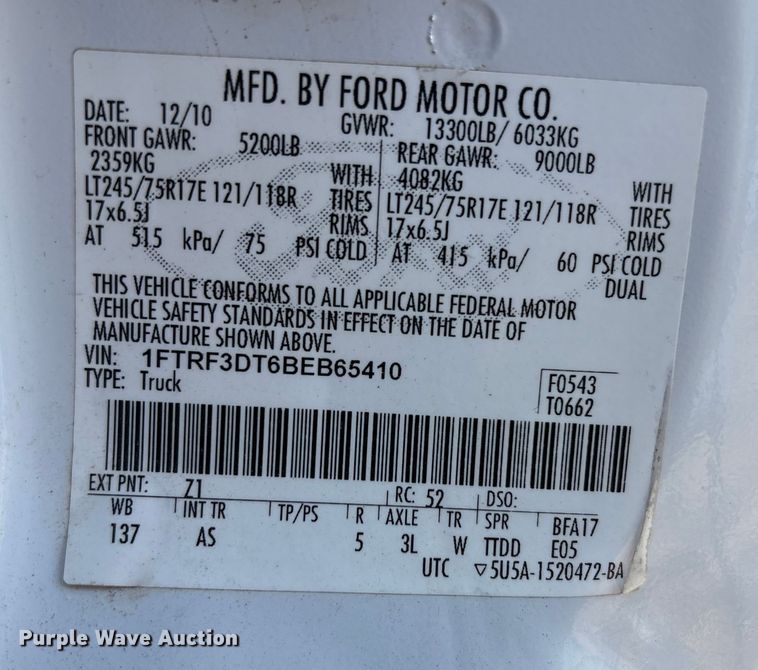 MFD. BY FORD MOTOR CO.
DATE: 12/10 GVWR: 13300LB/ 6033KG
FRONT GAWR: 5200LB REAR GAWR: 9000LB
2359KG WITH 4082KG WITH
LT245/75R17E 121/118R TIRES LT245/75R17E 121/118R TIRES
17x6.5J RIMS 17x6.5J RIMS
AT 515 kPa/ 75 PSI COLD AT 415 kPa/ 60 PSI COLD
DUAL
THIS VEHICLE CONFORMS TO ALL APPLICABLE FEDERAL MOTOR
VEHICLE SAFETY STANDARDS IN EFFECT ON THE DATE OF
MANUFACTURE SHOWN ABOVE.
VIN: 1FTRF3DT6BEB65410
TYPE: Truck F0543
T0662
EXT PNT: Z1 RC: 52 DSO:
WB INT TR TP/PS R AXLE TR SPR BFA17
137 AS 5 3L W TTDD E05
UTC ▽5U5A-1520472-BA
Purple Wave Auction